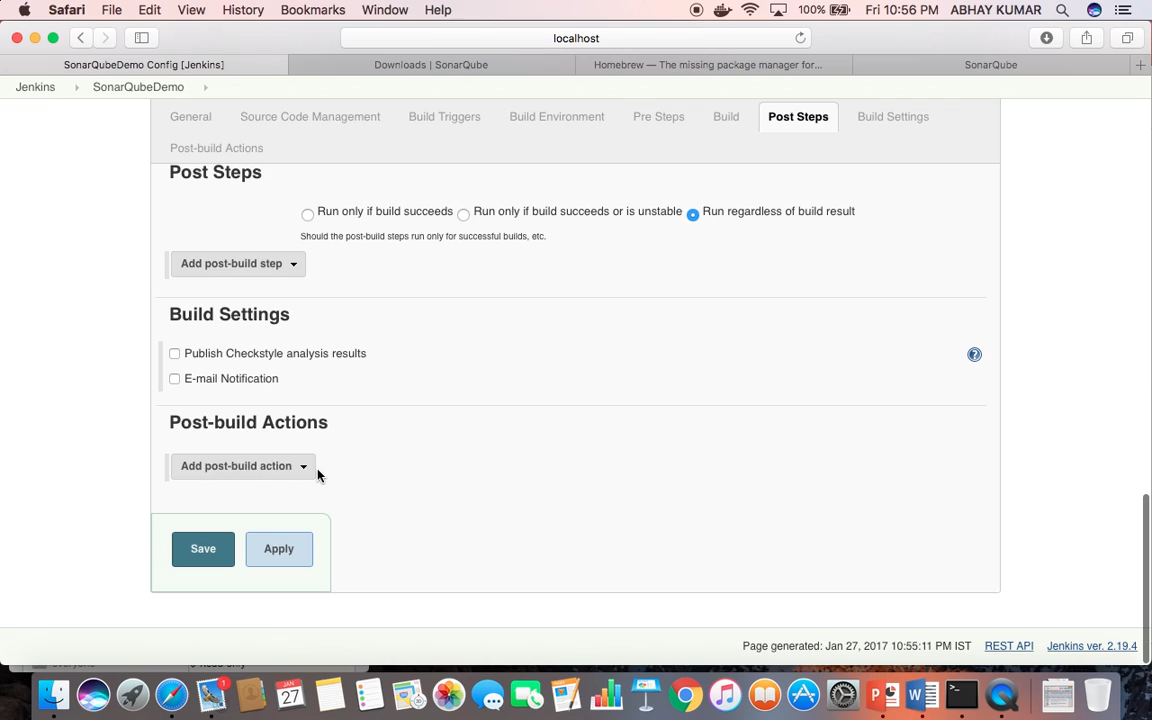 Safari File Edit View History Bookmarks Window Help 100% Fri 10:56 PM ABHAY KUMAR
localhost
SonarQubeDemo Config [Jenkins] Downloads | SonarQube Homebrew — The missing package manager for... SonarQube
Jenkins SonarQubeDemo
General Source Code Management Build Triggers Build Environment Pre Steps Build Post Steps Build Settings
Post-build Actions
Post Steps
Run only if build succeeds Run only if build succeeds or is unstable Run regardless of build result
Should the post-build steps run only for successful builds, etc.
Add post-build step
Build Settings
Publish Checkstyle analysis results
E-mail Notification
Post-build Actions
Add post-build action
Save Apply
Page generated: Jan 27, 2017 10:55:11 PM IST REST API Jenkins ver. 2.19.4
JAN
27
1